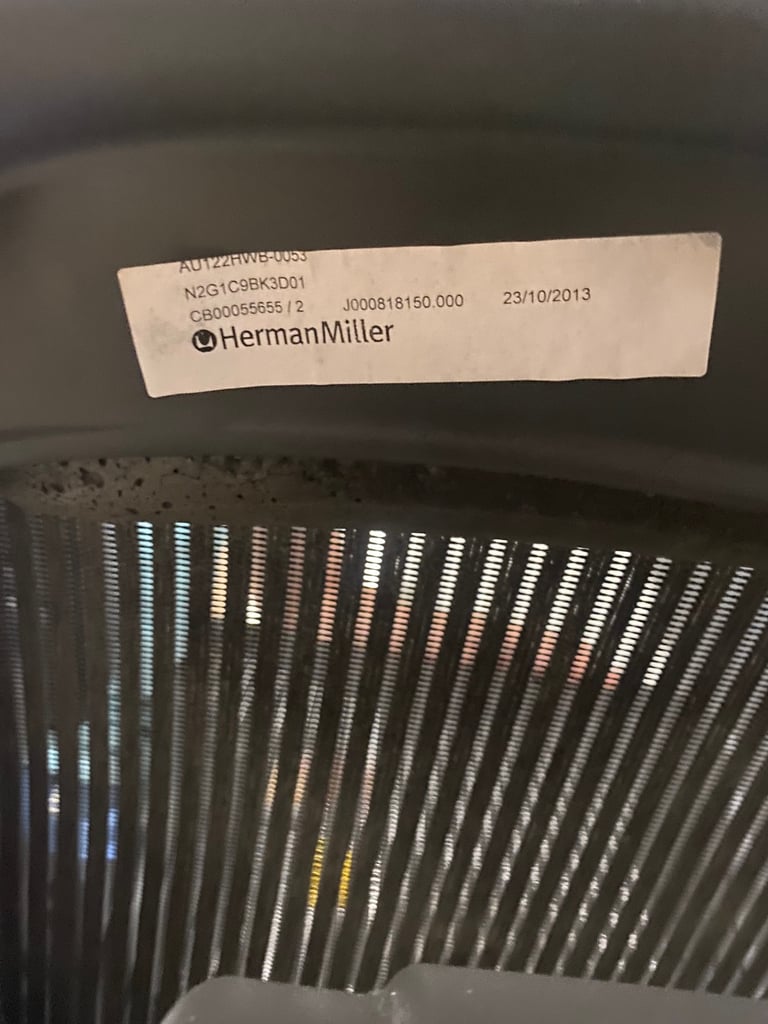 AU122HWB-0053
N2G1C9BK3D01
CB00055655 / 2 J000818150.000 23/10/2013
HermanMiller